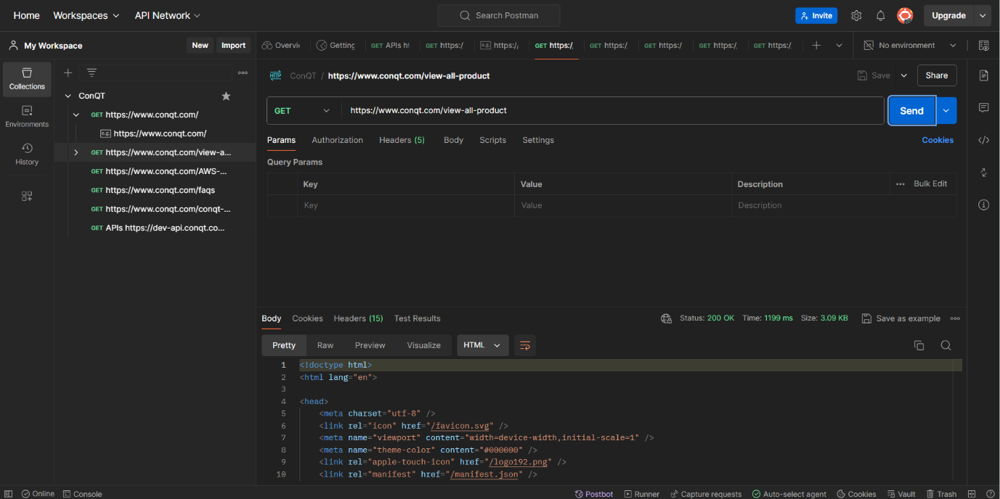 Home Workspaces API Network Search Postman Invite Upgrade
My Workspace New Import Overvi Getting GET APIs ht GET https:/ https:/ GET https:/ GET https:/ GET https:/ GET https:/ GET https:/ No environment
Collections
Environments
History
ConQT
GET https://www.conqt.com/
e.g. https://www.conqt.com/
GET https://www.conqt.com/view-a...
GET https://www.conqt.com/AWS-...
GET https://www.conqt.com/faqs
GET https://www.conqt.com/conqt-...
GET APIs https://dev-api.conqt.co...
HTTP ConQT / https://www.conqt.com/view-all-product Save Share
GET https://www.conqt.com/view-all-product Send
Params Authorization Headers (5) Body Scripts Settings Cookies
Query Params
Key Value Description Bulk Edit
Key Value Description
Body Cookies Headers (15) Test Results Status: 200 OK Time: 1199 ms Size: 3.09 KB Save as example
Pretty Raw Preview Visualize HTML
1 <!doctype html>
2 <html lang="en">
3
4 <head>
5 <meta charset="utf-8" />
6 <link rel="icon" href="/favicon.svg" />
7 <meta name="viewport" content="width=device-width,initial-scale=1" />
8 <meta name="theme-color" content="#000000" />
9 <link rel="apple-touch-icon" href="/logo192.png" />
10 <link rel="manifest" href="/manifest.json" />
Online Console Postbot Runner Capture requests Auto-select agent Cookies Vault Trash